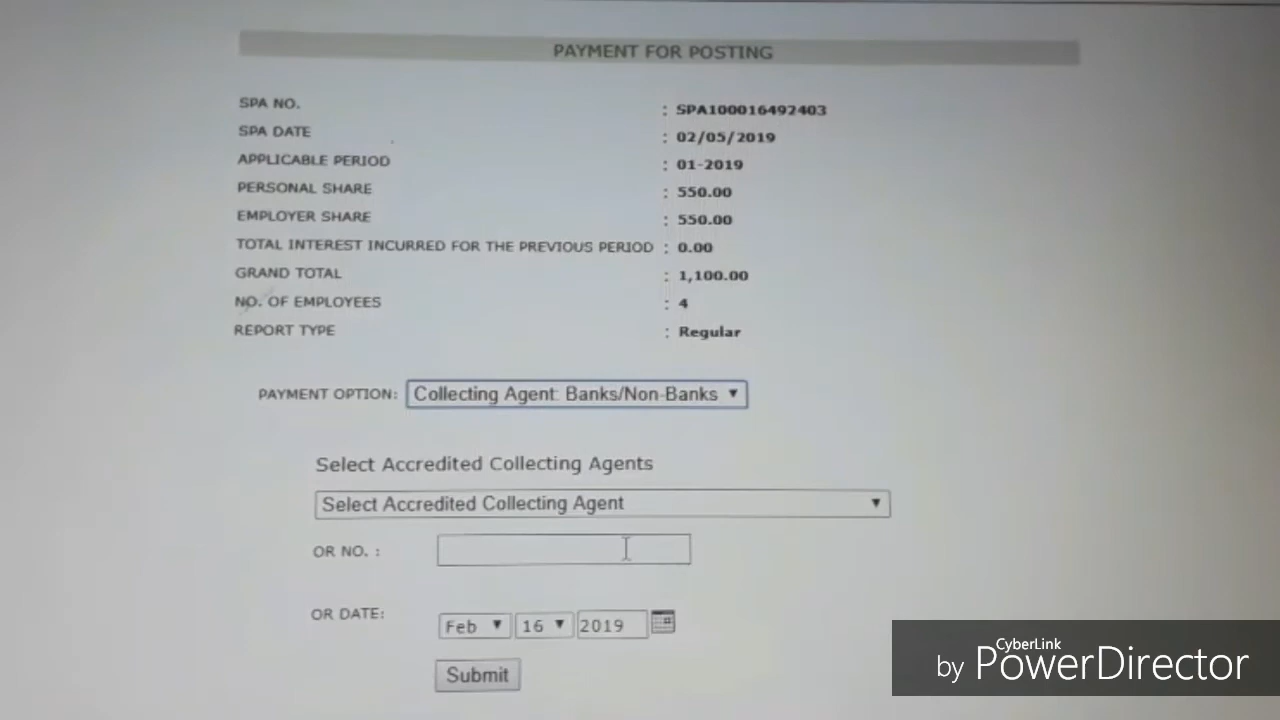 PAYMENT FOR POSTING
SPA NO. : SPA100016492403
SPA DATE : 02/05/2019
APPLICABLE PERIOD : 01-2019
PERSONAL SHARE : 550.00
EMPLOYER SHARE : 550.00
TOTAL INTEREST INCURRED FOR THE PREVIOUS PERIOD : 0.00
GRAND TOTAL : 1,100.00
NO. OF EMPLOYEES : 4
REPORT TYPE : Regular
PAYMENT OPTION: Collecting Agent: Banks/Non-Banks
Select Accredited Collecting Agents
Select Accredited Collecting Agent
OR NO. :
OR DATE: Feb 16 2019
Submit
CyberLink
by PowerDirector